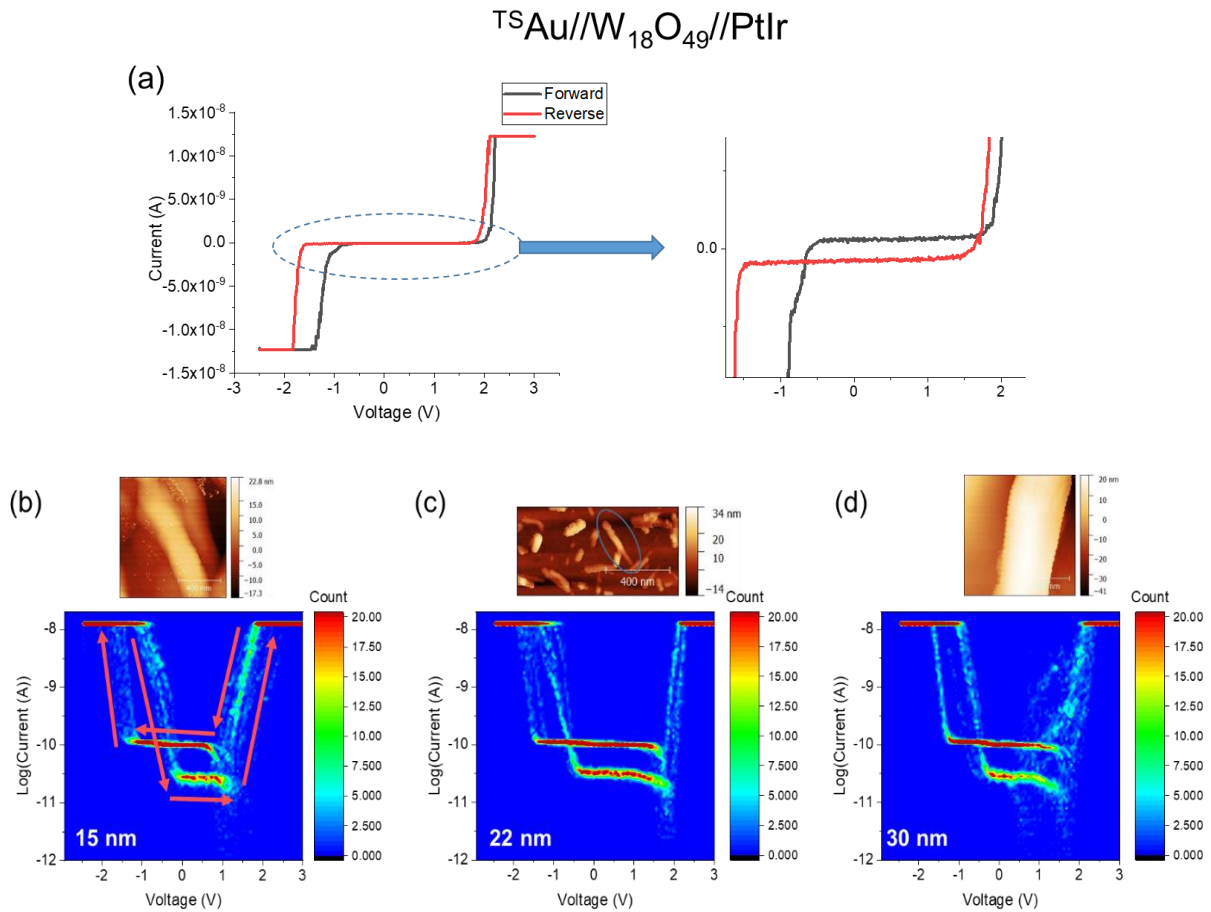 TSAu//W18O49//PtIr
(a)
Forward
Reverse
1.5x10-8
1.0x10-8
5.0x10-9
0.0
-5.0x10-9
-1.0x10-8
-1.5x10-8
Current (A)
-3 -2 -1 0 1 2 3
Voltage (V)
0.0
-1 0 1 2
(b)
22.8 nm
15.0
10.0
5.0
0.0
-5.0
-10.0
-17.3
400 nm
Count
-8
-9
-10
-11
-12
Log(Current (A))
15 nm
-2 -1 0 1 2 3
Voltage (V)
20.00
17.50
15.00
12.50
10.00
7.500
5.000
2.500
0.000
(c)
34 nm
20
10
-14
400 nm
Count
-8
-9
-10
-11
-12
Log(Current (A))
22 nm
-2 -1 0 1 2 3
Voltage (V)
20.00
17.50
15.00
12.50
10.00
7.500
5.000
2.500
0.000
(d)
20 nm
10
0
-10
-20
-30
-41
Count
-8
-9
-10
-11
-12
Log(Current (A))
30 nm
-2 -1 0 1 2 3
Voltage (V)
20.00
17.50
15.00
12.50
10.00
7.500
5.000
2.500
0.000